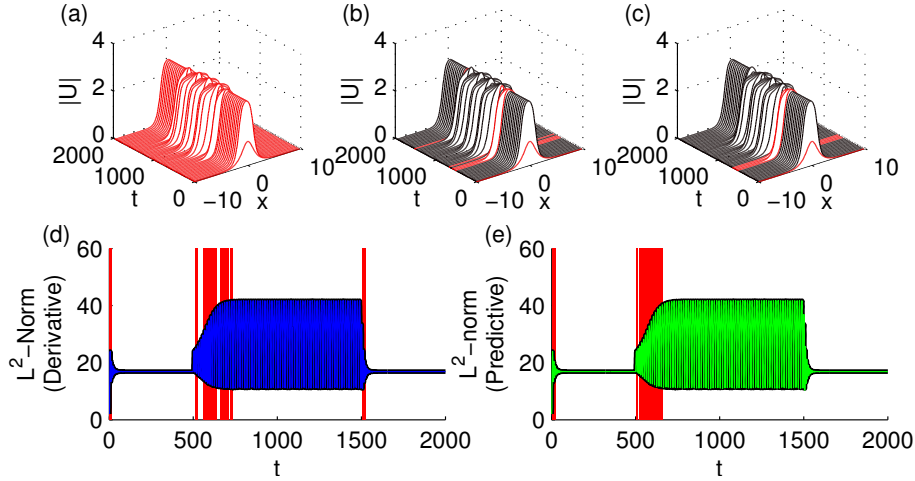 (a) (b) (c)
4 4 4
|U| 2 |U| 2 |U| 2
0 0 0
2000 10 2000 10 2000 10
1000 0 1000 0 1000 0
t 0 −10 x t 0 −10 x t 0 −10 x
(d) (e)
60 60
40 40
20 20
0 0
L²−Norm
(Derivative)
L²−norm
(Predictive)
0 500 1000 1500 2000 0 500 1000 1500 2000
t t